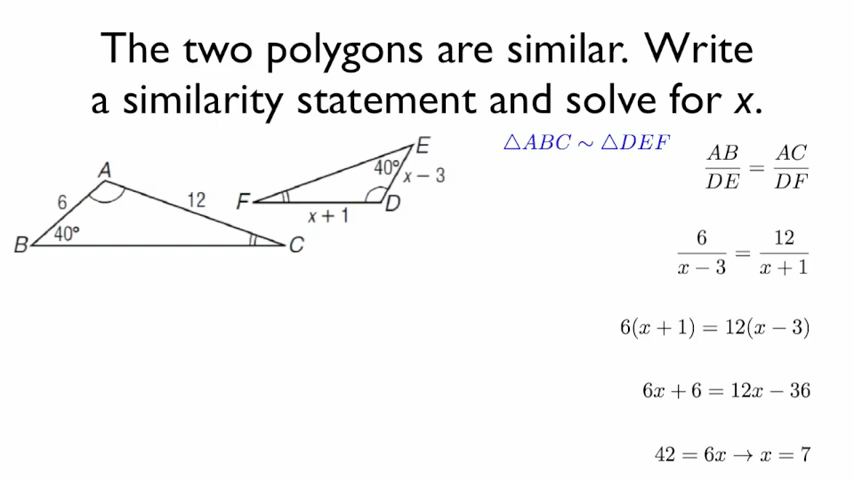 The two polygons are similar. Write
a similarity statement and solve for x.
△ABC ∼ △DEF
AB/DE = AC/DF
A
6
12
B
40°
C
E
40°
x – 3
F
D
x + 1
6/(x − 3) = 12/(x + 1)
6(x + 1) = 12(x − 3)
6x + 6 = 12x − 36
42 = 6x → x = 7